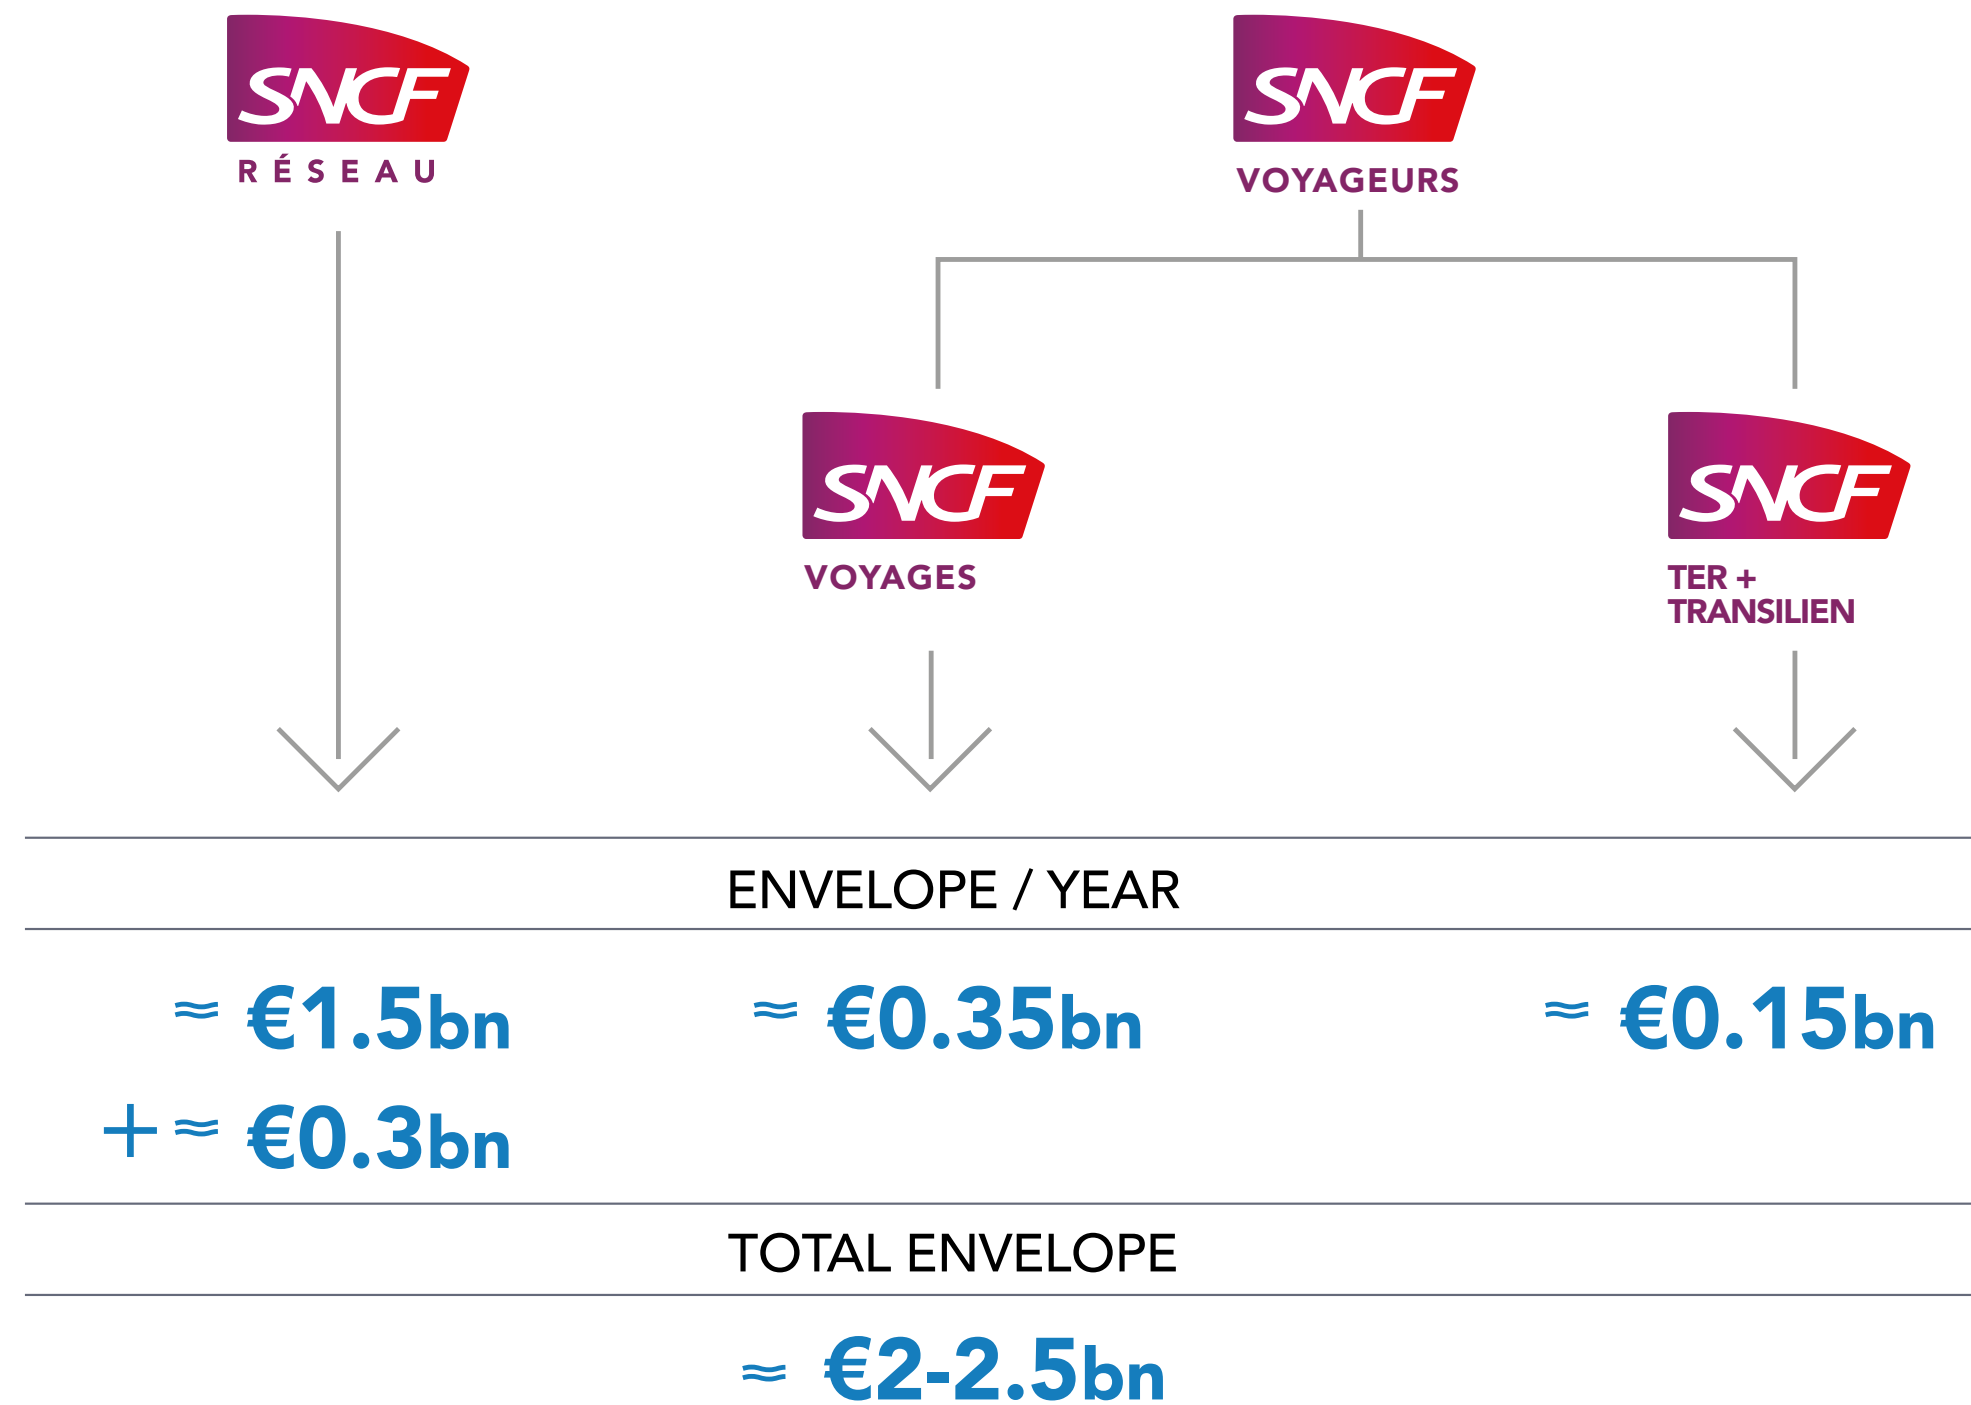 SNCF
RÉSEAU
SNCF
VOYAGEURS
SNCF
VOYAGES
SNCF
TER +
TRANSILIEN
ENVELOPE / YEAR
≈ €1.5bn ≈ €0.35bn ≈ €0.15bn
+ ≈ €0.3bn
TOTAL ENVELOPE
≈ €2-2.5bn